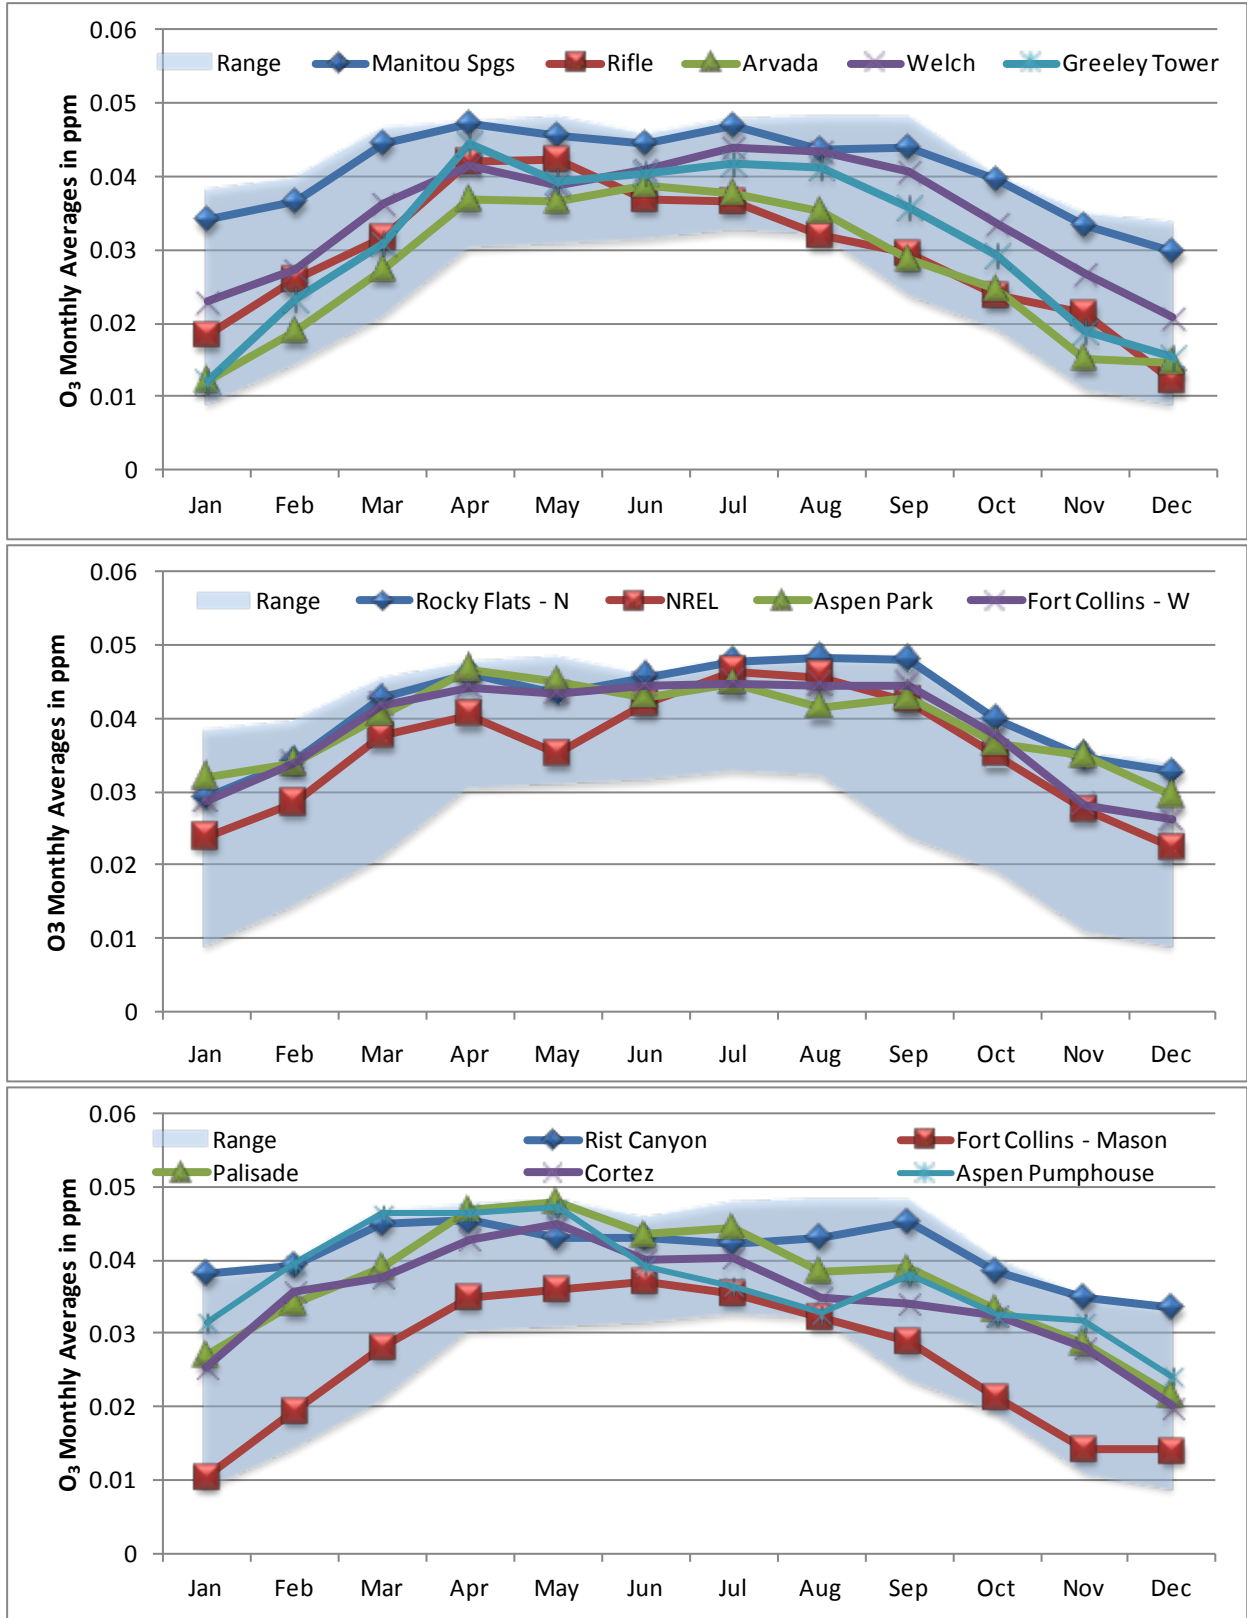 0.06
Range Manitou Spgs Rifle Arvada Welch Greeley Tower
0.05
0.04
0.03
0.02
0.01
0
O₃ Monthly Averages in ppm
Jan Feb Mar Apr May Jun Jul Aug Sep Oct Nov Dec
0.06
Range Rocky Flats - N NREL Aspen Park Fort Collins - W
0.05
0.04
0.03
0.02
0.01
0
O3 Monthly Averages in ppm
Jan Feb Mar Apr May Jun Jul Aug Sep Oct Nov Dec
0.06
Range Rist Canyon Fort Collins - Mason
Palisade Cortez Aspen Pumphouse
0.05
0.04
0.03
0.02
0.01
0
O₃ Monthly Averages in ppm
Jan Feb Mar Apr May Jun Jul Aug Sep Oct Nov Dec